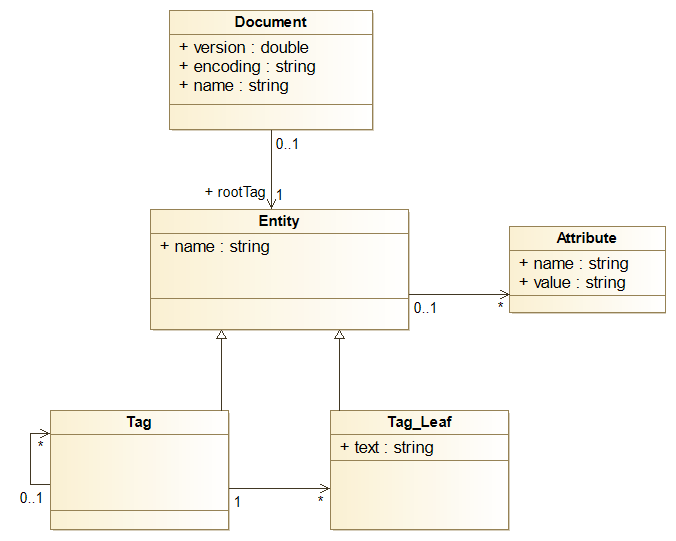 Document
+ version : double
+ encoding : string
+ name : string
0..1
+ rootTag
1
Entity
+ name : string
Attribute
+ name : string
+ value : string
0..1
*
Tag
*
0..1
1
*
Tag_Leaf
+ text : string